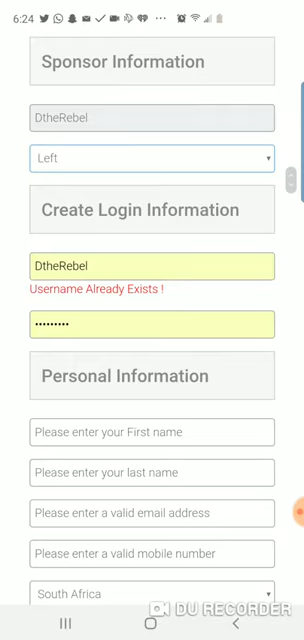 6:24
Sponsor Information
DtheRebel
Left
Create Login Information
DtheRebel
Username Already Exists !
•••••••••
Personal Information
Please enter your First name
Please enter your last name
Please enter a valid email address
Please enter a valid mobile number
South Africa
DU RECORDER